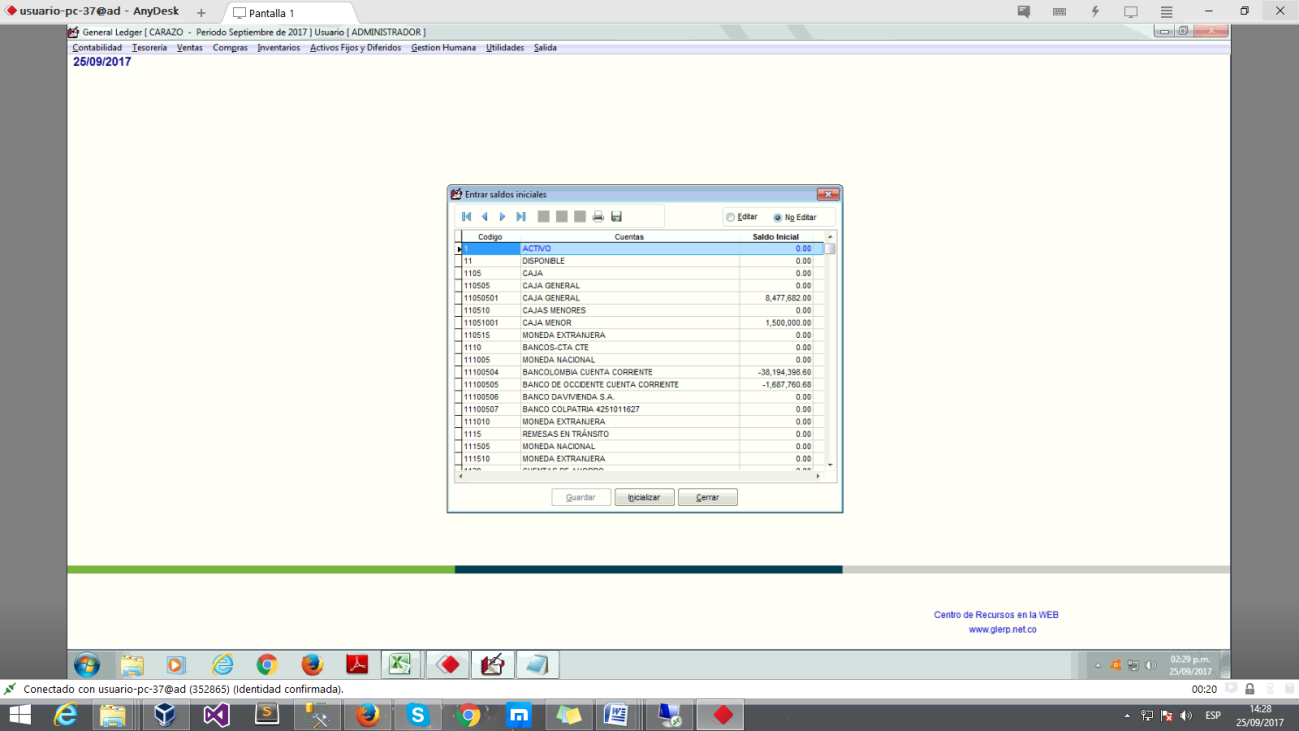 usuario-pc-37@ad - AnyDesk + Pantalla 1
General Ledger [ CARAZO - Periodo Septiembre de 2017 ] Usuario [ ADMINISTRADOR ]
Contabilidad Tesorería Ventas Compras Inventarios Activos Fijos y Diferidos Gestion Humana Utilidades Salida
25/09/2017
Entrar saldos iniciales
Editar No Editar
Codigo Cuentas Saldo Inicial
1 ACTIVO 0.00
11 DISPONIBLE 0.00
1105 CAJA 0.00
110505 CAJA GENERAL 0.00
11050501 CAJA GENERAL 8,477,682.00
110510 CAJAS MENORES 0.00
11051001 CAJA MENOR 1,500,000.00
110515 MONEDA EXTRANJERA 0.00
1110 BANCOS-CTA CTE 0.00
111005 MONEDA NACIONAL 0.00
11100504 BANCOLOMBIA CUENTA CORRIENTE -38,194,398.60
11100505 BANCO DE OCCIDENTE CUENTA CORRIENTE -1,687,760.68
11100506 BANCO DAVIVIENDA S.A. 0.00
11100507 BANCO COLPATRIA 4251011627 0.00
111010 MONEDA EXTRANJERA 0.00
1115 REMESAS EN TRÁNSITO 0.00
111505 MONEDA NACIONAL 0.00
111510 MONEDA EXTRANJERA 0.00
1120 CUENTAS DE AHORRO 0.00
Guardar Inicializar Cerrar
Centro de Recursos en la WEB
www.glerp.net.co
02:29 p.m.
25/09/2017
Conectado con usuario-pc-37@ad (352865) (Identidad confirmada). 00:20
ESP 14:28
25/09/2017